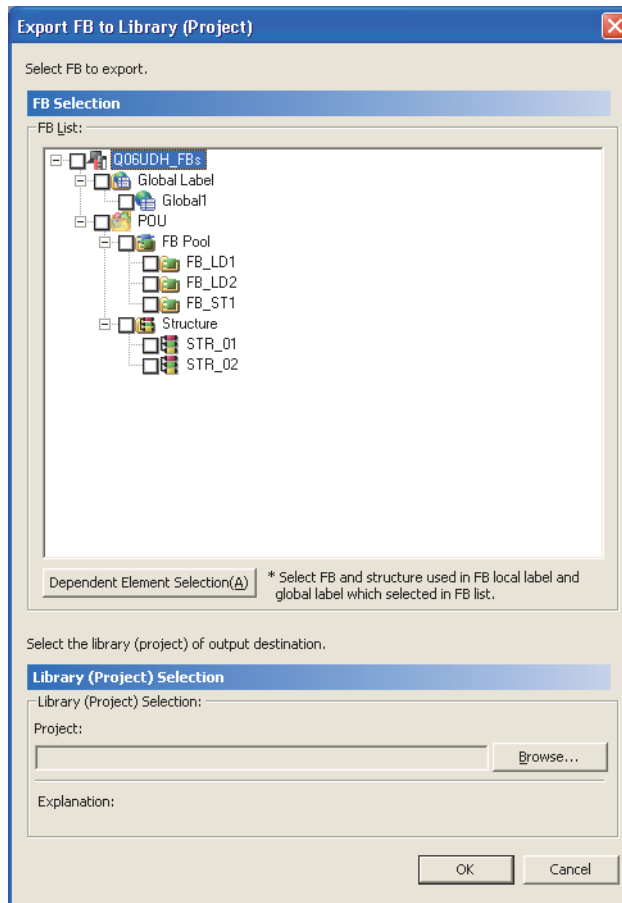 Export FB to Library (Project)
Select FB to export.
FB Selection
FB List:
Q06UDH_FBs
Global Label
Global1
POU
FB Pool
FB_LD1
FB_LD2
FB_ST1
Structure
STR_01
STR_02
Dependent Element Selection(A)
* Select FB and structure used in FB local label and
global label which selected in FB list.
Select the library (project) of output destination.
Library (Project) Selection
Library (Project) Selection:
Project:
Browse...
Explanation:
OK Cancel